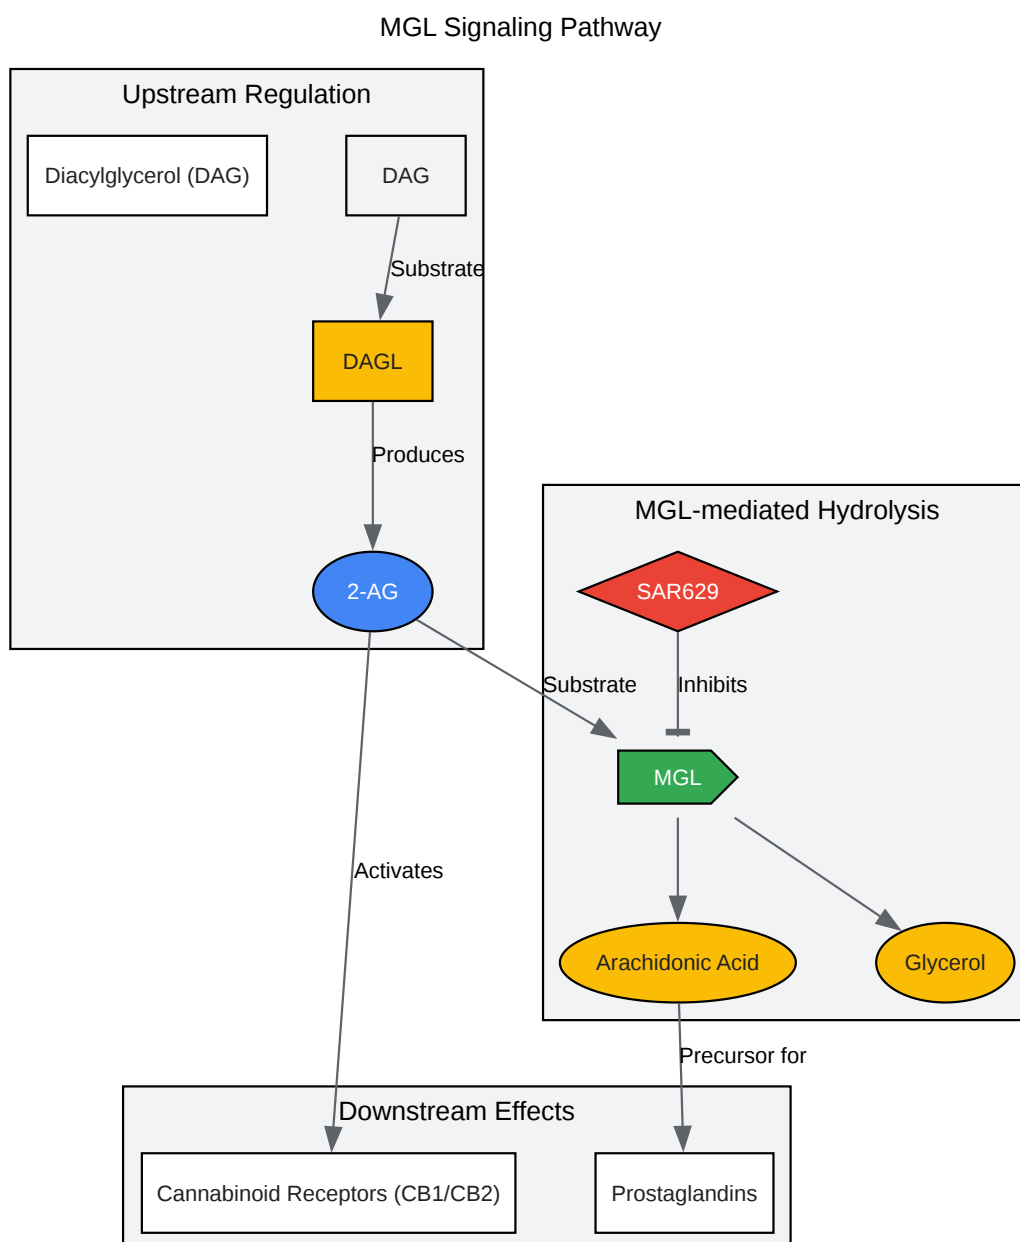 MGL Signaling Pathway
Upstream Regulation
Diacylglycerol (DAG)
DAG
Substrate
DAGL
Produces
MGL-mediated Hydrolysis
2-AG
SAR629
Substrate
Inhibits
MGL
Activates
Arachidonic Acid
Glycerol
Precursor for
Downstream Effects
Cannabinoid Receptors (CB1/CB2)
Prostaglandins